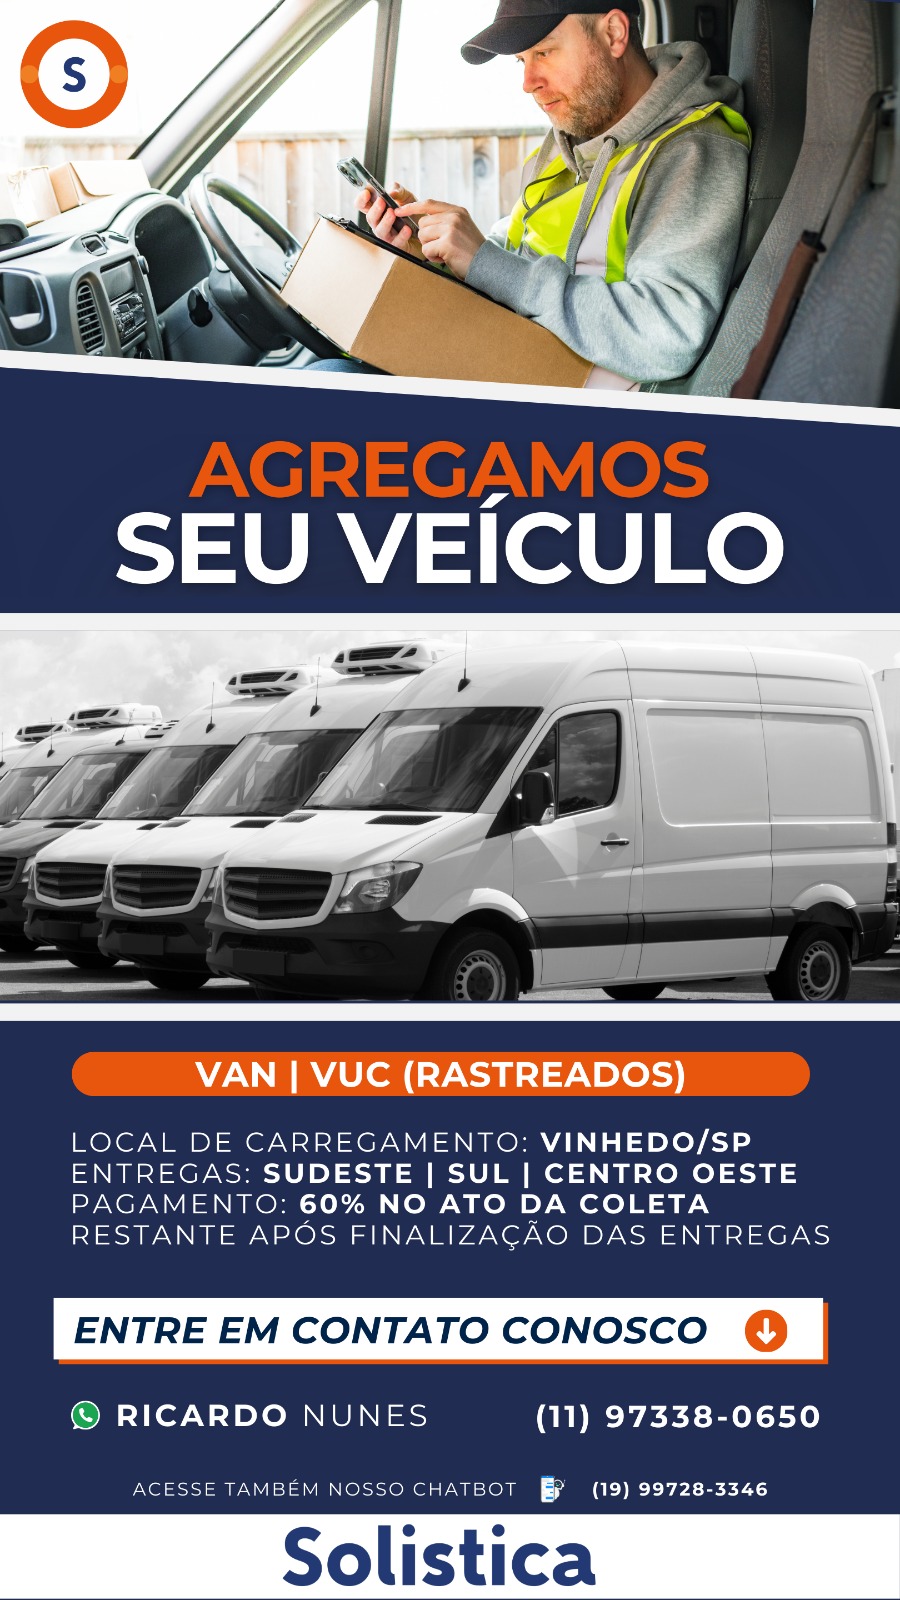 S
AGREGAMOS
SEU VEÍCULO
VAN | VUC (RASTREADOS)
LOCAL DE CARREGAMENTO: VINHEDO/SP
ENTREGAS: SUDESTE | SUL | CENTRO OESTE
PAGAMENTO: 60% NO ATO DA COLETA
RESTANTE APÓS FINALIZAÇÃO DAS ENTREGAS
ENTRE EM CONTATO CONOSCO
RICARDO NUNES (11) 97338-0650
ACESSE TAMBÉM NOSSO CHATBOT (19) 99728-3346
Solistica